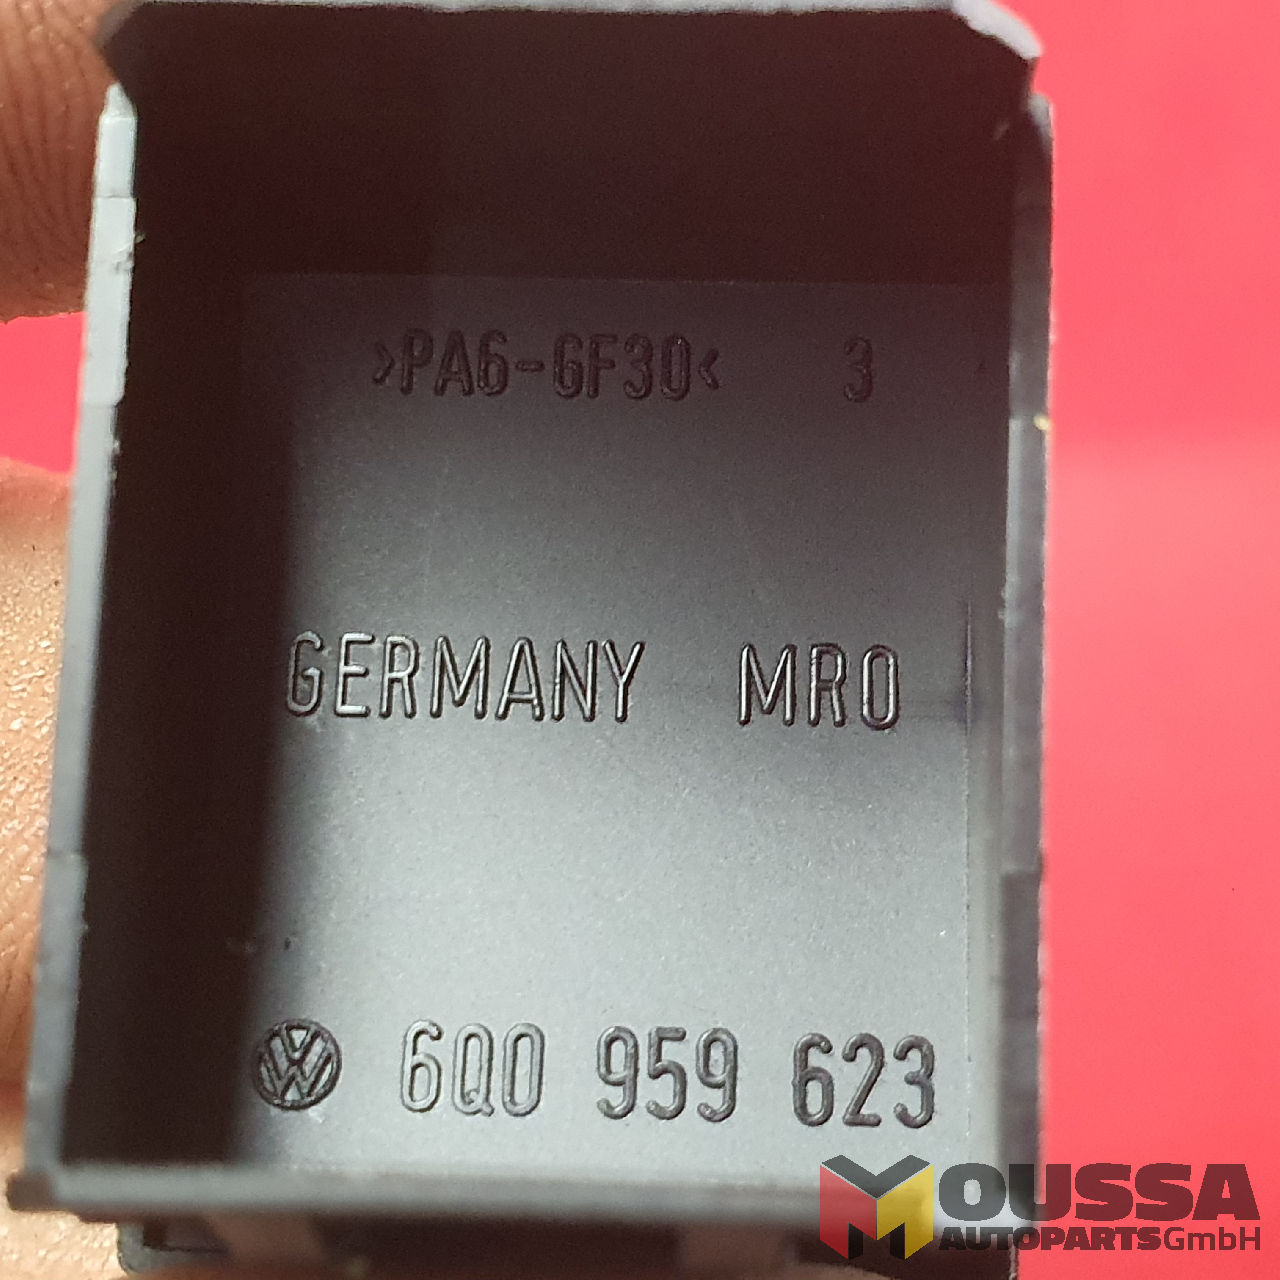 >PA6-GF30< 3
GERMANY MRO
6Q0 959 623
MOUSSA
AUTOPARTSGmbH